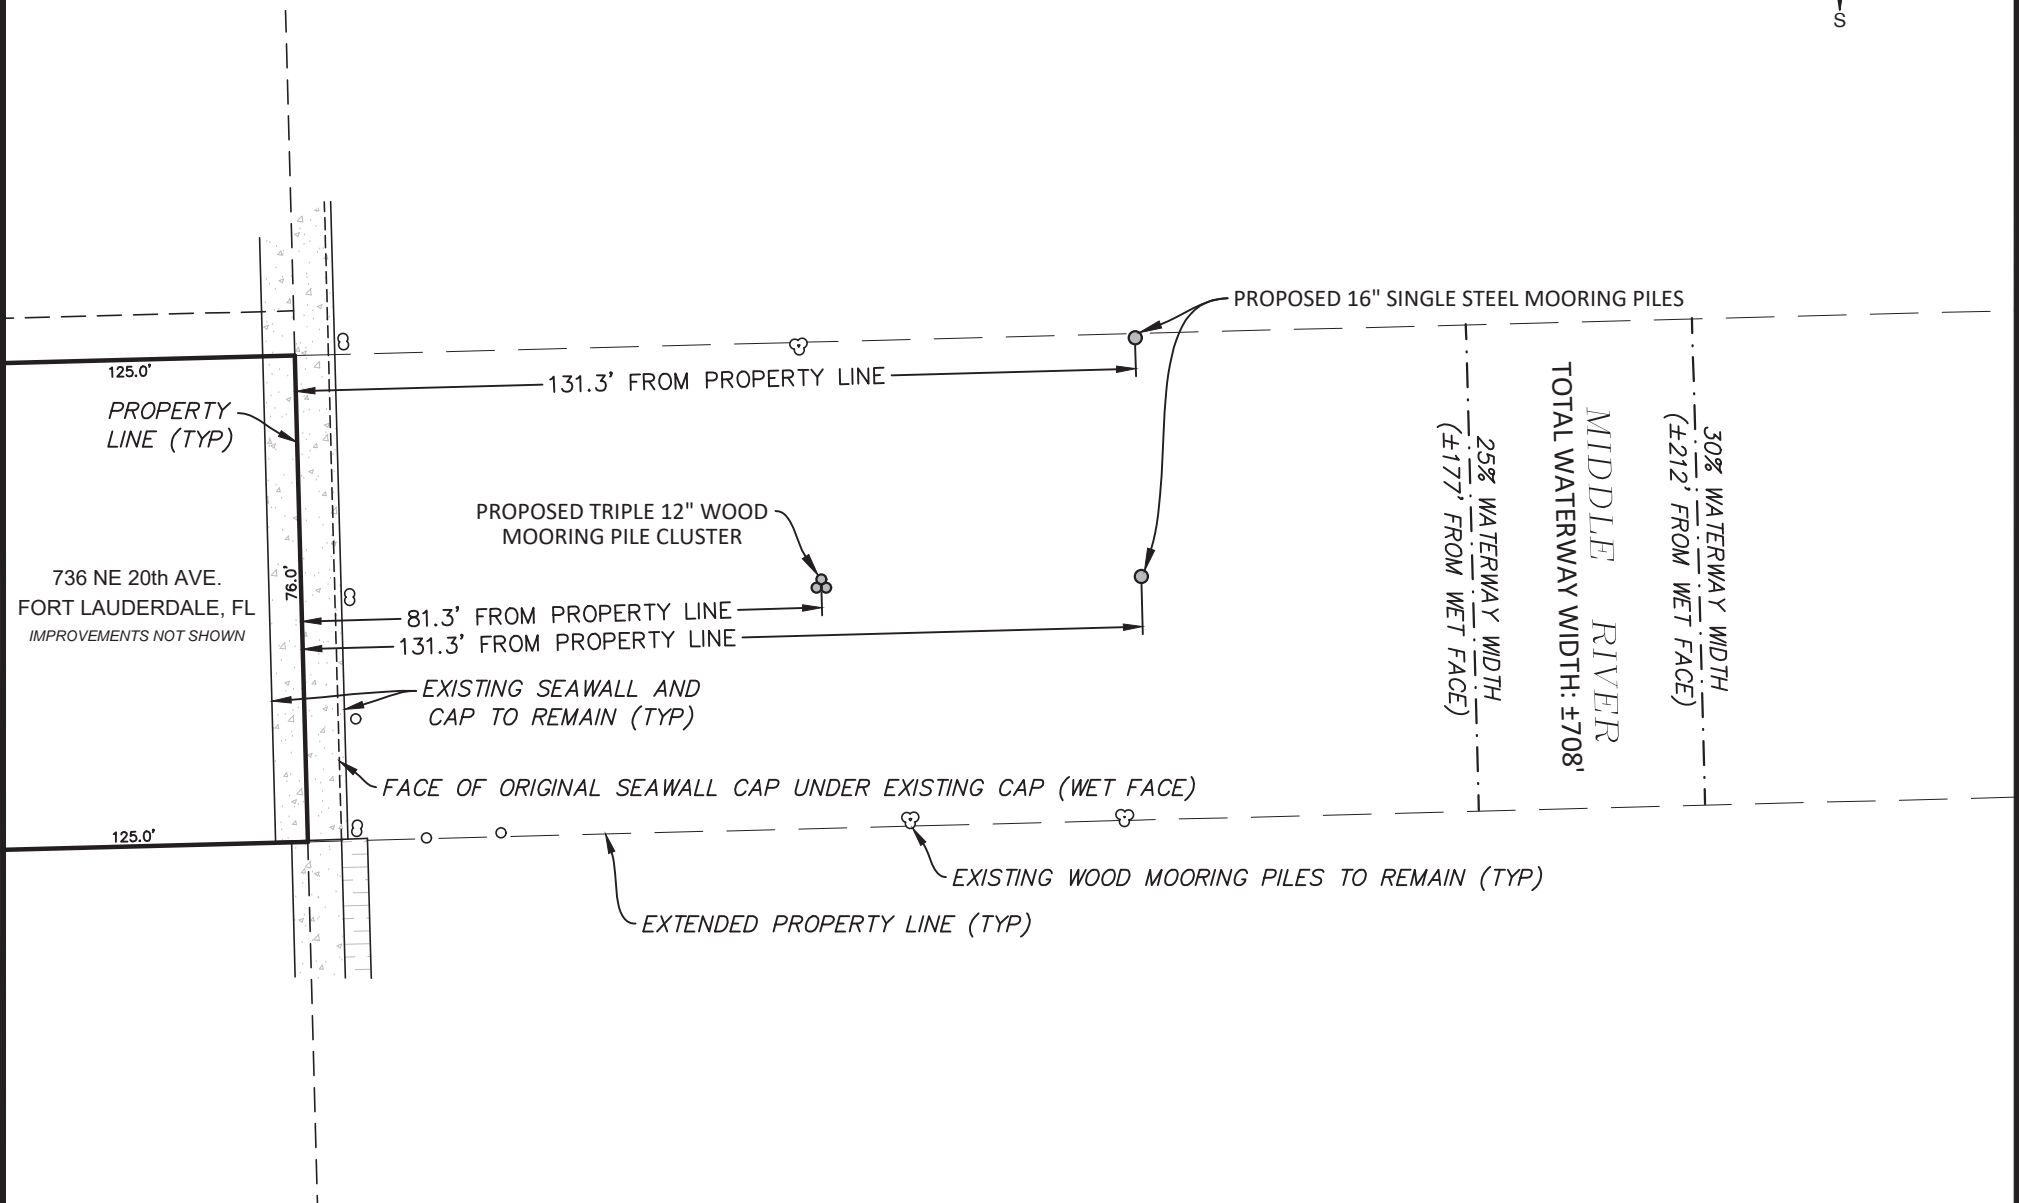 S
PROPOSED 16" SINGLE STEEL MOORING PILES
125.0'
131.3' FROM PROPERTY LINE
PROPERTY
LINE (TYP)
PROPOSED TRIPLE 12" WOOD
MOORING PILE CLUSTER
736 NE 20th AVE.
FORT LAUDERDALE, FL
IMPROVEMENTS NOT SHOWN
76.0'
81.3' FROM PROPERTY LINE
131.3' FROM PROPERTY LINE
EXISTING SEAWALL AND
CAP TO REMAIN (TYP)
FACE OF ORIGINAL SEAWALL CAP UNDER EXISTING CAP (WET FACE)
125.0'
EXISTING WOOD MOORING PILES TO REMAIN (TYP)
EXTENDED PROPERTY LINE (TYP)
25% WATERWAY WIDTH
(±177' FROM WET FACE)
MIDDLE RIVER
TOTAL WATERWAY WIDTH: ±708'
30% WATERWAY WIDTH
(±212' FROM WET FACE)